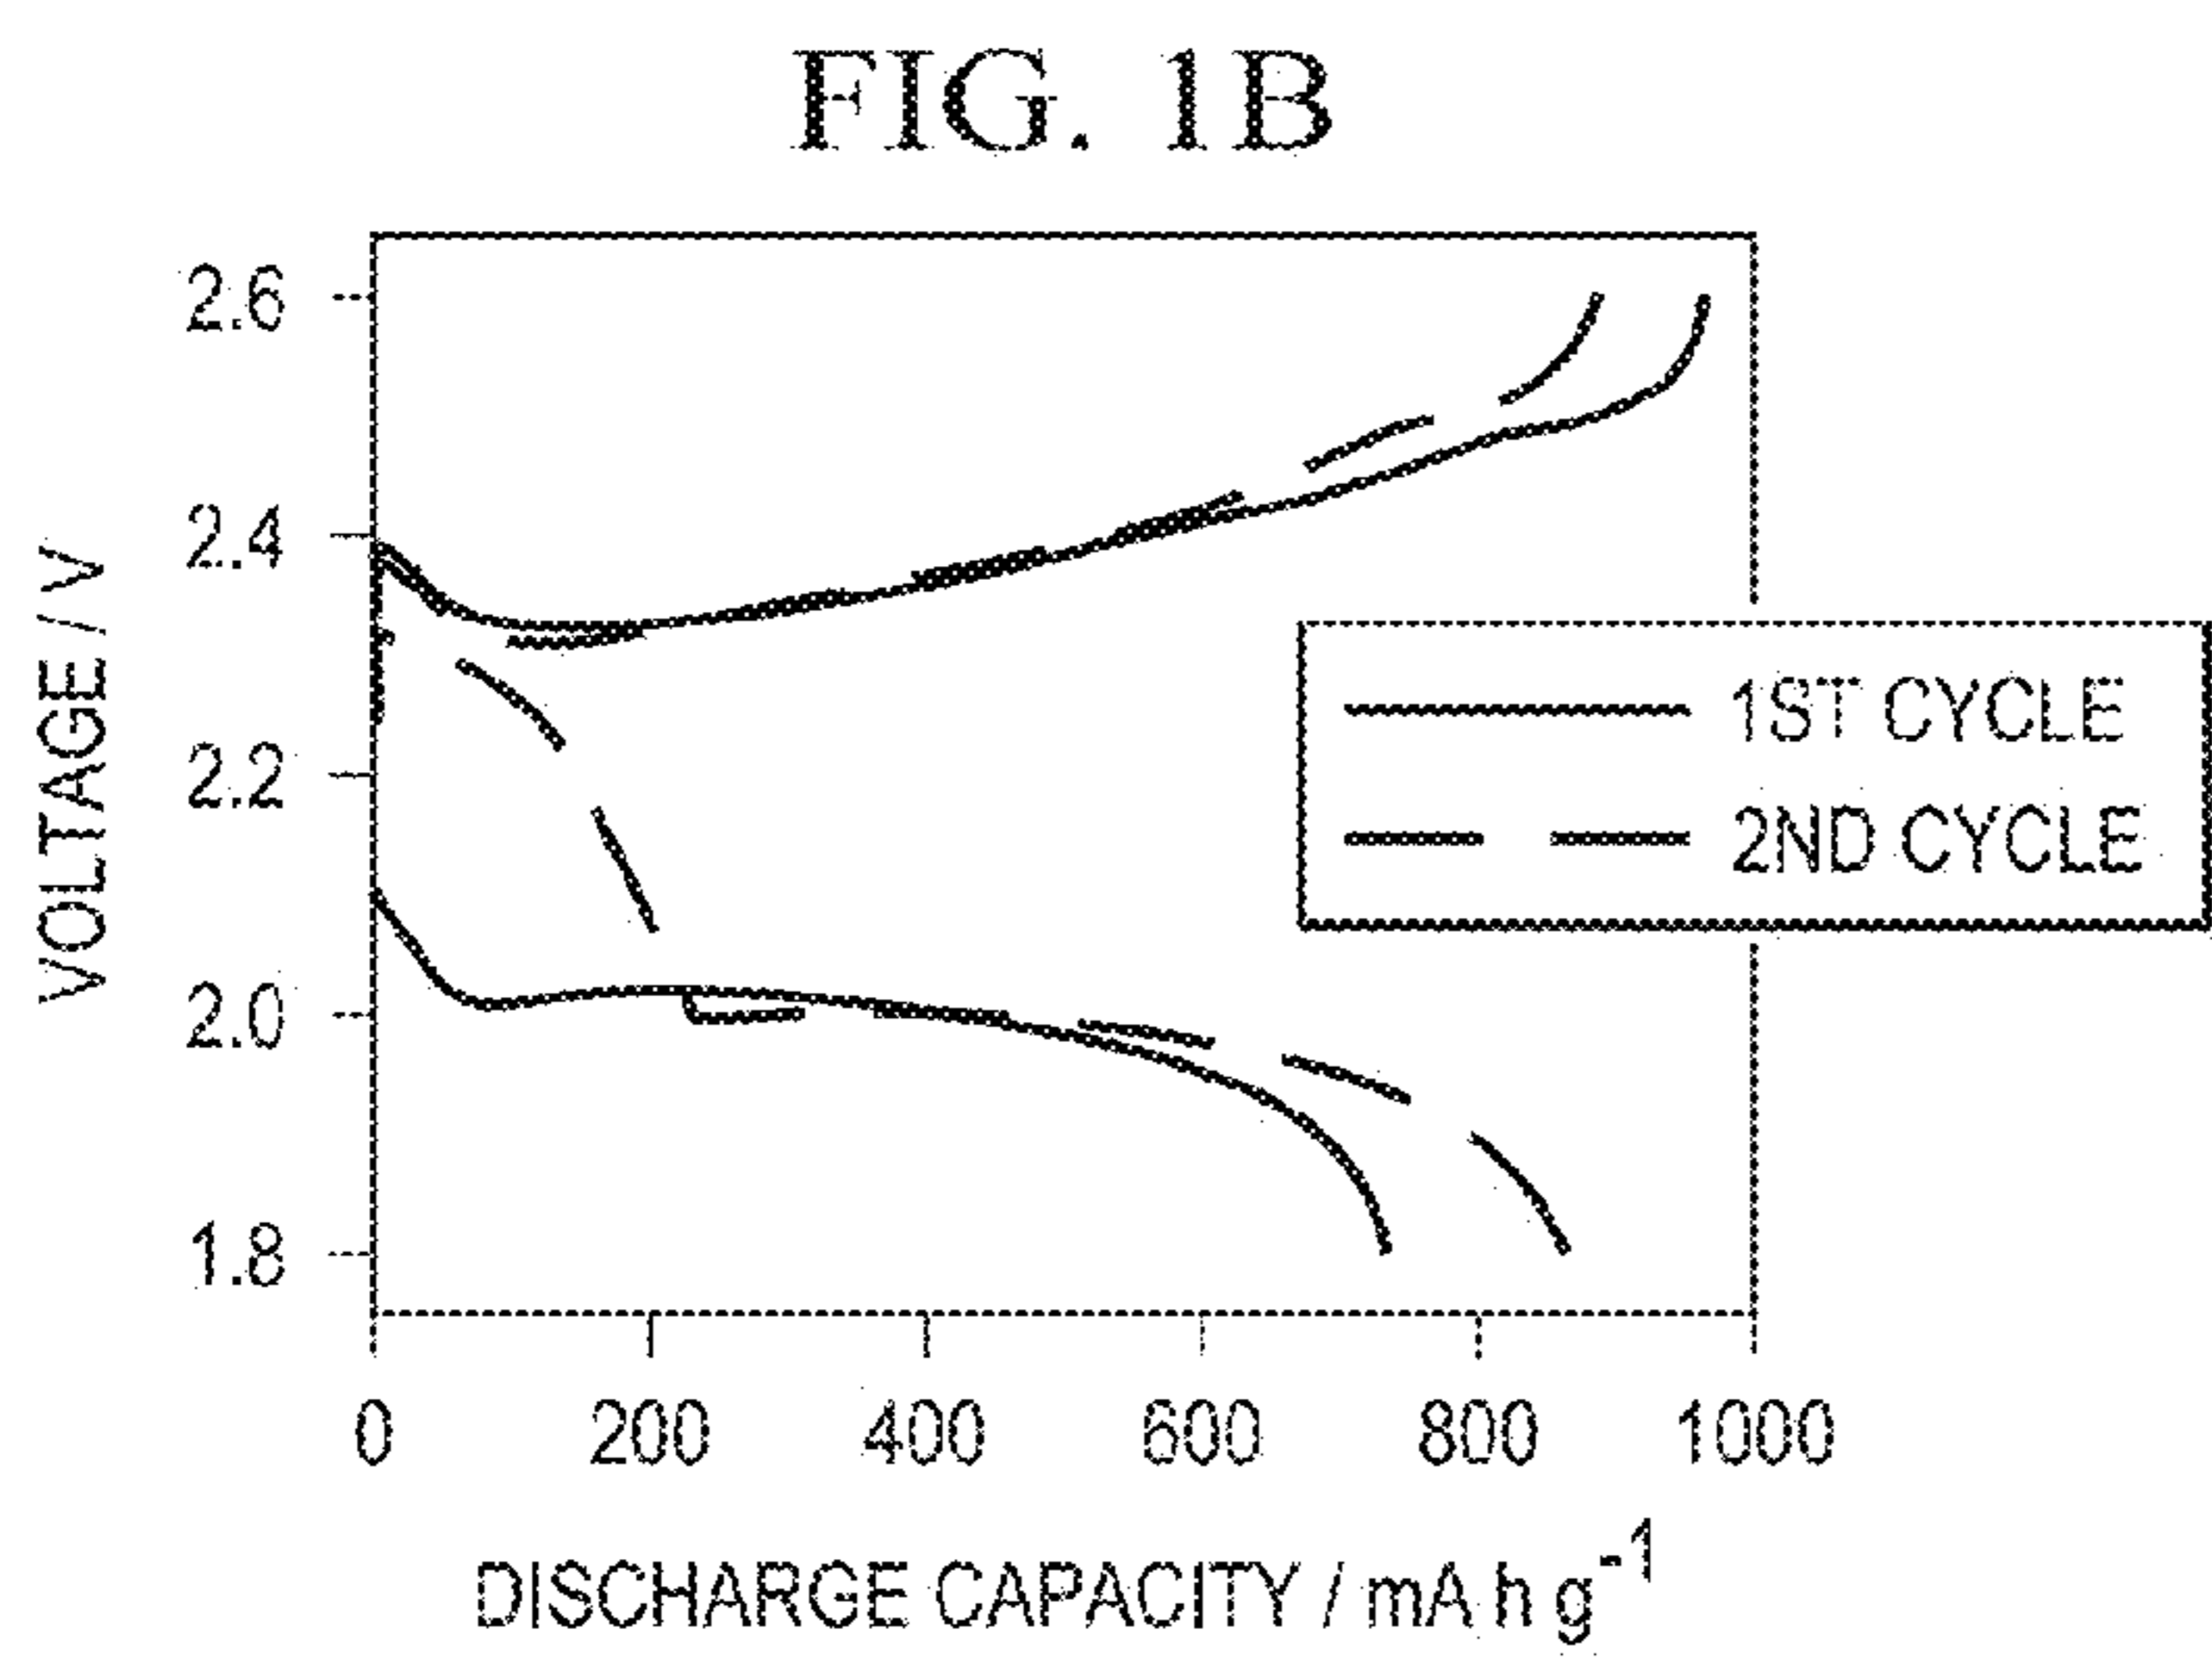 FIG. 1B
2.6
2.4
2.2
2.0
1.8
VOLTAGE / V
1ST CYCLE
2ND CYCLE
0 200 400 600 800 1000
DISCHARGE CAPACITY / mA h g⁻¹